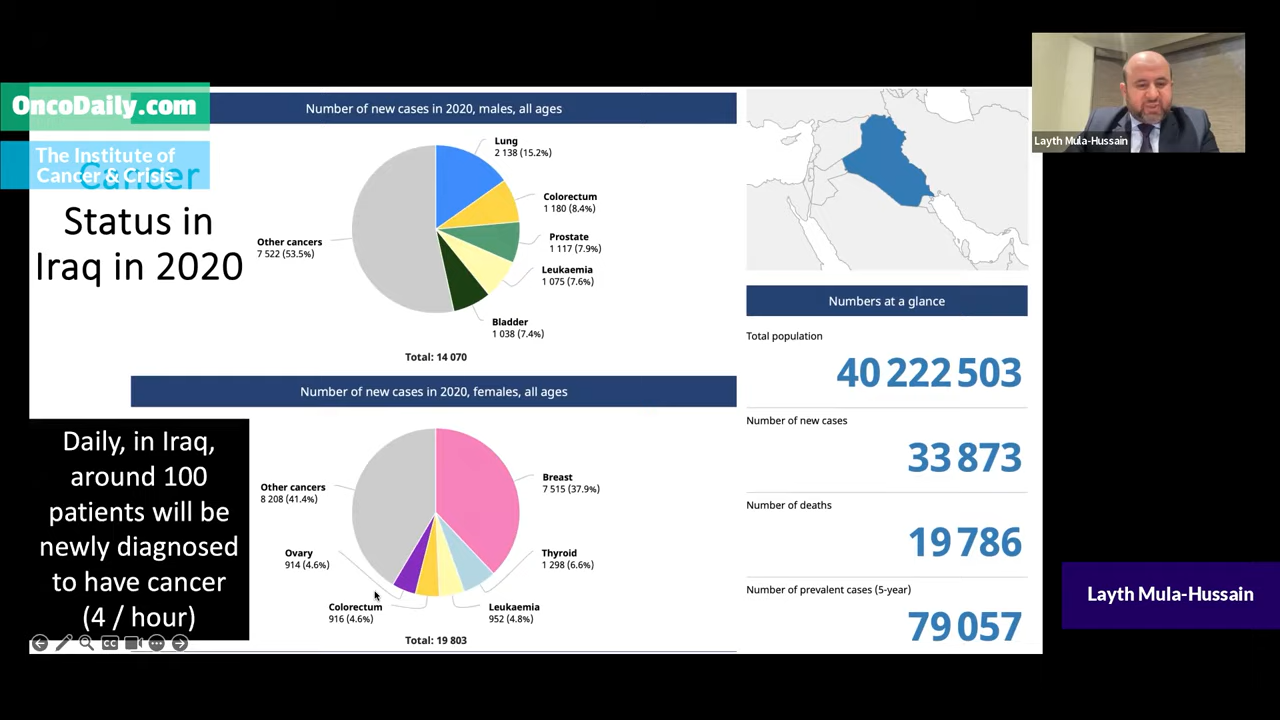 OncoDaily.com
The Institute of
Cancer & Crisis
Cancer
Status in
Iraq in 2020
Daily, in Iraq,
around 100
patients will be
newly diagnosed
to have cancer
(4 / hour)
Number of new cases in 2020, males, all ages
Lung
2 138 (15.2%)
Colorectum
1 180 (8.4%)
Prostate
1 117 (7.9%)
Leukaemia
1 075 (7.6%)
Bladder
1 038 (7.4%)
Other cancers
7 522 (53.5%)
Total: 14 070
Number of new cases in 2020, females, all ages
Breast
7 515 (37.9%)
Thyroid
1 298 (6.6%)
Leukaemia
952 (4.8%)
Colorectum
916 (4.6%)
Ovary
914 (4.6%)
Other cancers
8 208 (41.4%)
Total: 19 803
Numbers at a glance
Total population
40 222 503
Number of new cases
33 873
Number of deaths
19 786
Number of prevalent cases (5-year)
79 057
CC
Layth Mula-Hussain
Layth Mula-Hussain